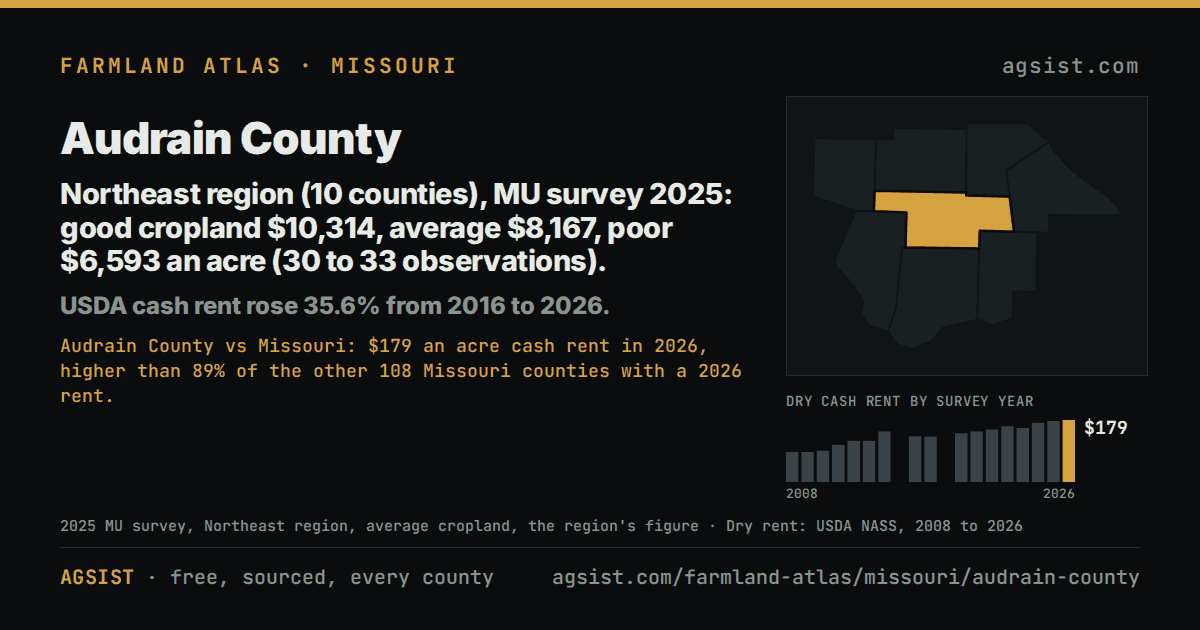 FARMLAND ATLAS · MISSOURI
agsist.com
Audrain County
Northeast region (10 counties), MU survey 2025:
good cropland $10,314, average $8,167, poor
$6,593 an acre (30 to 33 observations).
USDA cash rent rose 35.6% from 2016 to 2026.
Audrain County vs Missouri: $179 an acre cash rent in 2026,
higher than 89% of the other 108 Missouri counties with a 2026
rent.
DRY CASH RENT BY SURVEY YEAR
$179
2008
2026
2025 MU survey, Northeast region, average cropland, the region's figure · Dry rent: USDA NASS, 2008 to 2026
AGSIST · free, sourced, every county
agsist.com/farmland-atlas/missouri/audrain-county